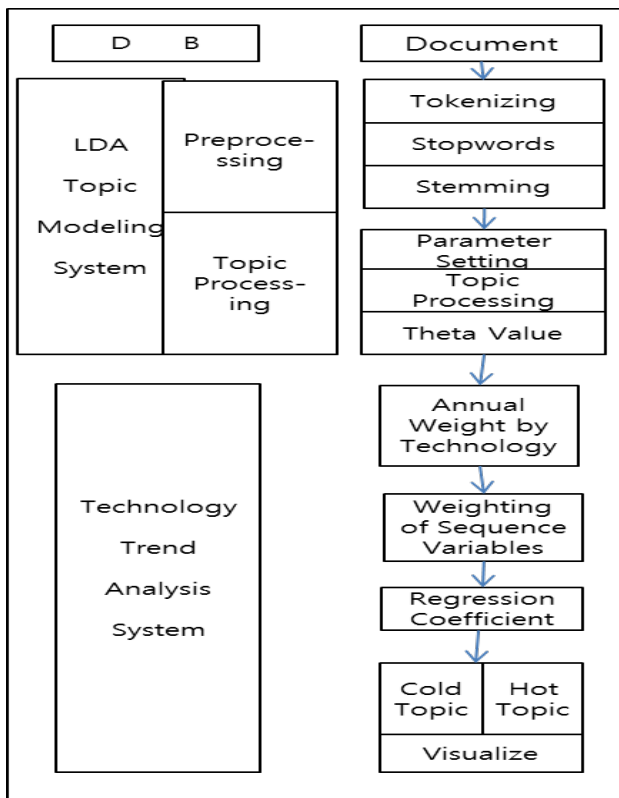 D B
Document
LDA
Topic
Modeling
System
Preproce-
ssing
Topic
Process-
ing
Tokenizing
Stopwords
Stemming
Parameter
Setting
Topic
Processing
Theta Value
Technology
Trend
Analysis
System
Annual
Weight by
Technology
Weighting
of Sequence
Variables
Regression
Coefficient
Cold
Topic
Hot
Topic
Visualize